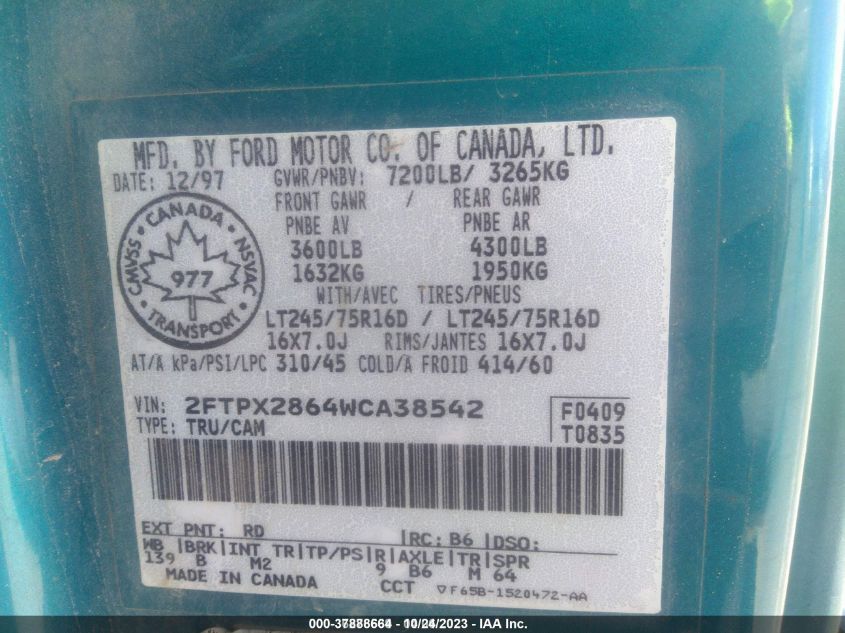 MFD. BY FORD MOTOR CO. OF CANADA, LTD.
DATE: 12/97 GVWR/PNBV: 7200LB/ 3265KG
FRONT GAWR / REAR GAWR
PNBE AV PNBE AR
3600LB 4300LB
1632KG 1950KG
WITH/AVEC TIRES/PNEUS
LT245/75R16D / LT245/75R16D
16X7.0J RIMS/JANTES 16X7.0J
AT/A kPa/PSI/LPC 310/45 COLD/A FROID 414/60
CANADA
CMVSS 977 NSVAC
TRANSPORT
VIN: 2FTPX2864WCA38542 F0409
TYPE: TRU/CAM T0835
EXT PNT: RD RC: B6 DSO:
WB |BRK|INT TR|TP/PS|R|AXLE|TR|SPR
139 B M2 9 B6 M 64
MADE IN CANADA CCT ▽F65B-1520472-AA
000-37888664 - 10/24/2023 - IAA Inc.